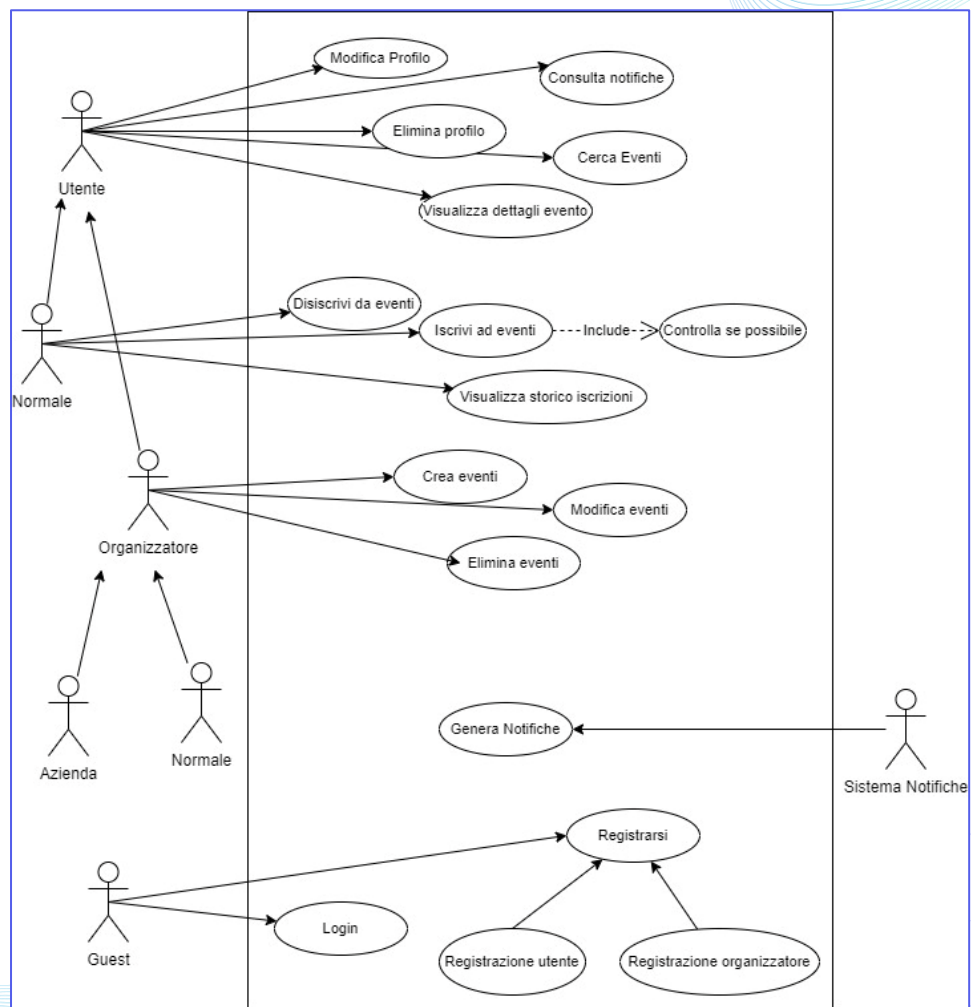 Modifica Profilo
Consulta notifiche
Elimina profilo
Cerca Eventi
Utente
Visualizza dettagli evento
Disiscrivi da eventi
Iscrivi ad eventi
Include
Controlla se possibile
Normale
Visualizza storico iscrizioni
Crea eventi
Modifica eventi
Organizzatore
Elimina eventi
Genera Notifiche
Azienda
Normale
Sistema Notifiche
Registrarsi
Login
Guest
Registrazione utente
Registrazione organizzatore